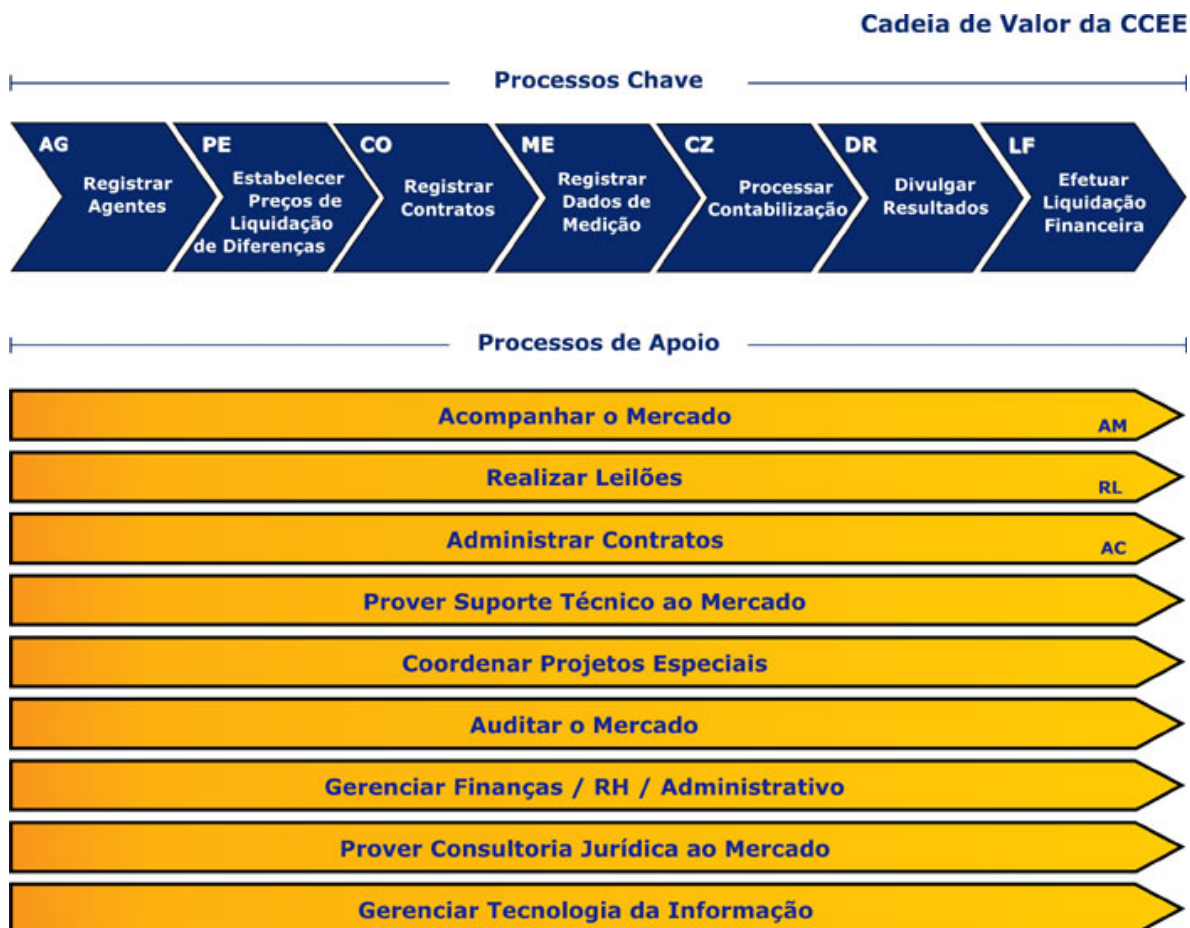 Cadeia de Valor da CCEE
Processos Chave
AG
Registrar
Agentes
PE
Estabelecer
Preços de
Liquidação
de Diferenças
CO
Registrar
Contratos
ME
Registrar
Dados de
Medição
CZ
Processar
Contabilização
DR
Divulgar
Resultados
LF
Efetuar
Liquidação
Financeira
Processos de Apoio
Acompanhar o Mercado
AM
Realizar Leilões
RL
Administrar Contratos
AC
Prover Suporte Técnico ao Mercado
Coordenar Projetos Especiais
Auditar o Mercado
Gerenciar Finanças / RH / Administrativo
Prover Consultoria Jurídica ao Mercado
Gerenciar Tecnologia da Informação